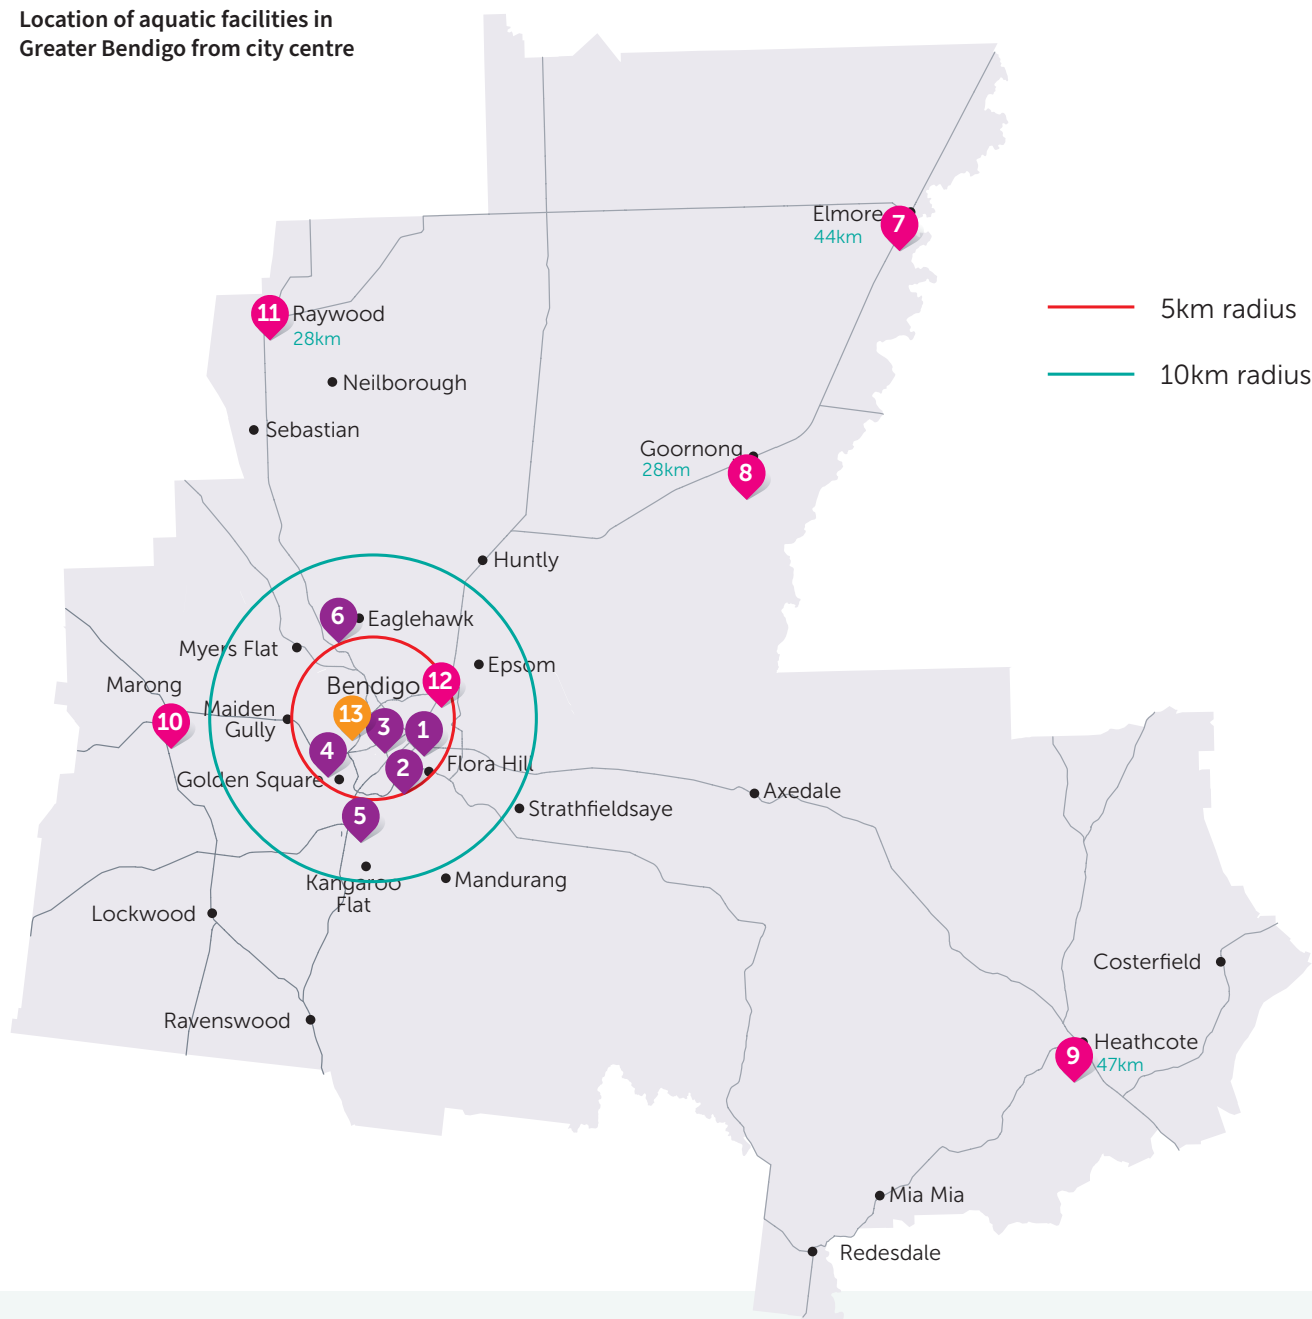 Location of aquatic facilities in
Greater Bendigo from city centre
Elmore
7
44km
5km radius
11
Raywood
28km
10km radius
Neilborough
Sebastian
Goornong
28km
8
Huntly
6
Eaglehawk
Myers Flat
Epsom
Marong
Bendigo
12
10
Maiden
Gully
13
3
1
4
2
Flora Hill
Golden Square
Axedale
5
Strathfieldsaye
Kangaroo
Flat
Mandurang
Lockwood
Costerfield
Ravenswood
Heathcote
9
47km
Mia Mia
Redesdale